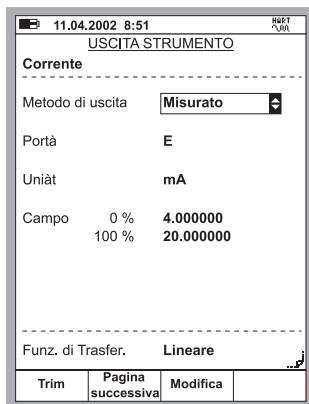 11.04.2002 8:51 HART
USCITA STRUMENTO
Corrente
Metodo di uscita Misurato
Portà E
Uniàt mA
Campo 0 % 4.000000
100 % 20.000000
Funz. di Trasfer. Lineare
Trim Pagina successiva Modifica